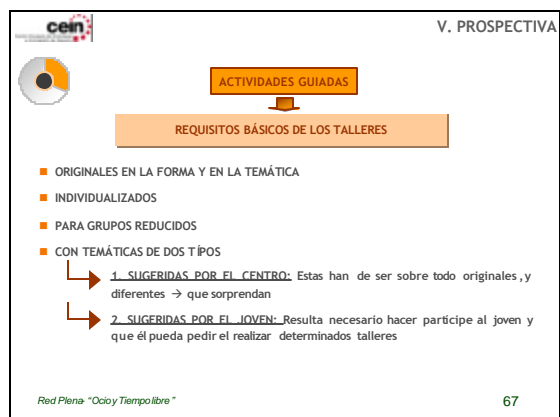 cein
V. PROSPECTIVA
ACTIVIDADES GUIADAS
REQUISITOS BÁSICOS DE LOS TALLERES
ORIGINALES EN LA FORMA Y EN LA TEMÁTICA
INDIVIDUALIZADOS
PARA GRUPOS REDUCIDOS
CON TEMÁTICAS DE DOS TÍPOS
1. SUGERIDAS POR EL CENTRO: Estas han de ser sobre todo originales, y
diferentes → que sorprendan
2. SUGERIDAS POR EL JOVEN: Resulta necesario hacer participe al joven y
que él pueda pedir el realizar determinados talleres
Red Plena- "Ocio y Tiempo libre"
67